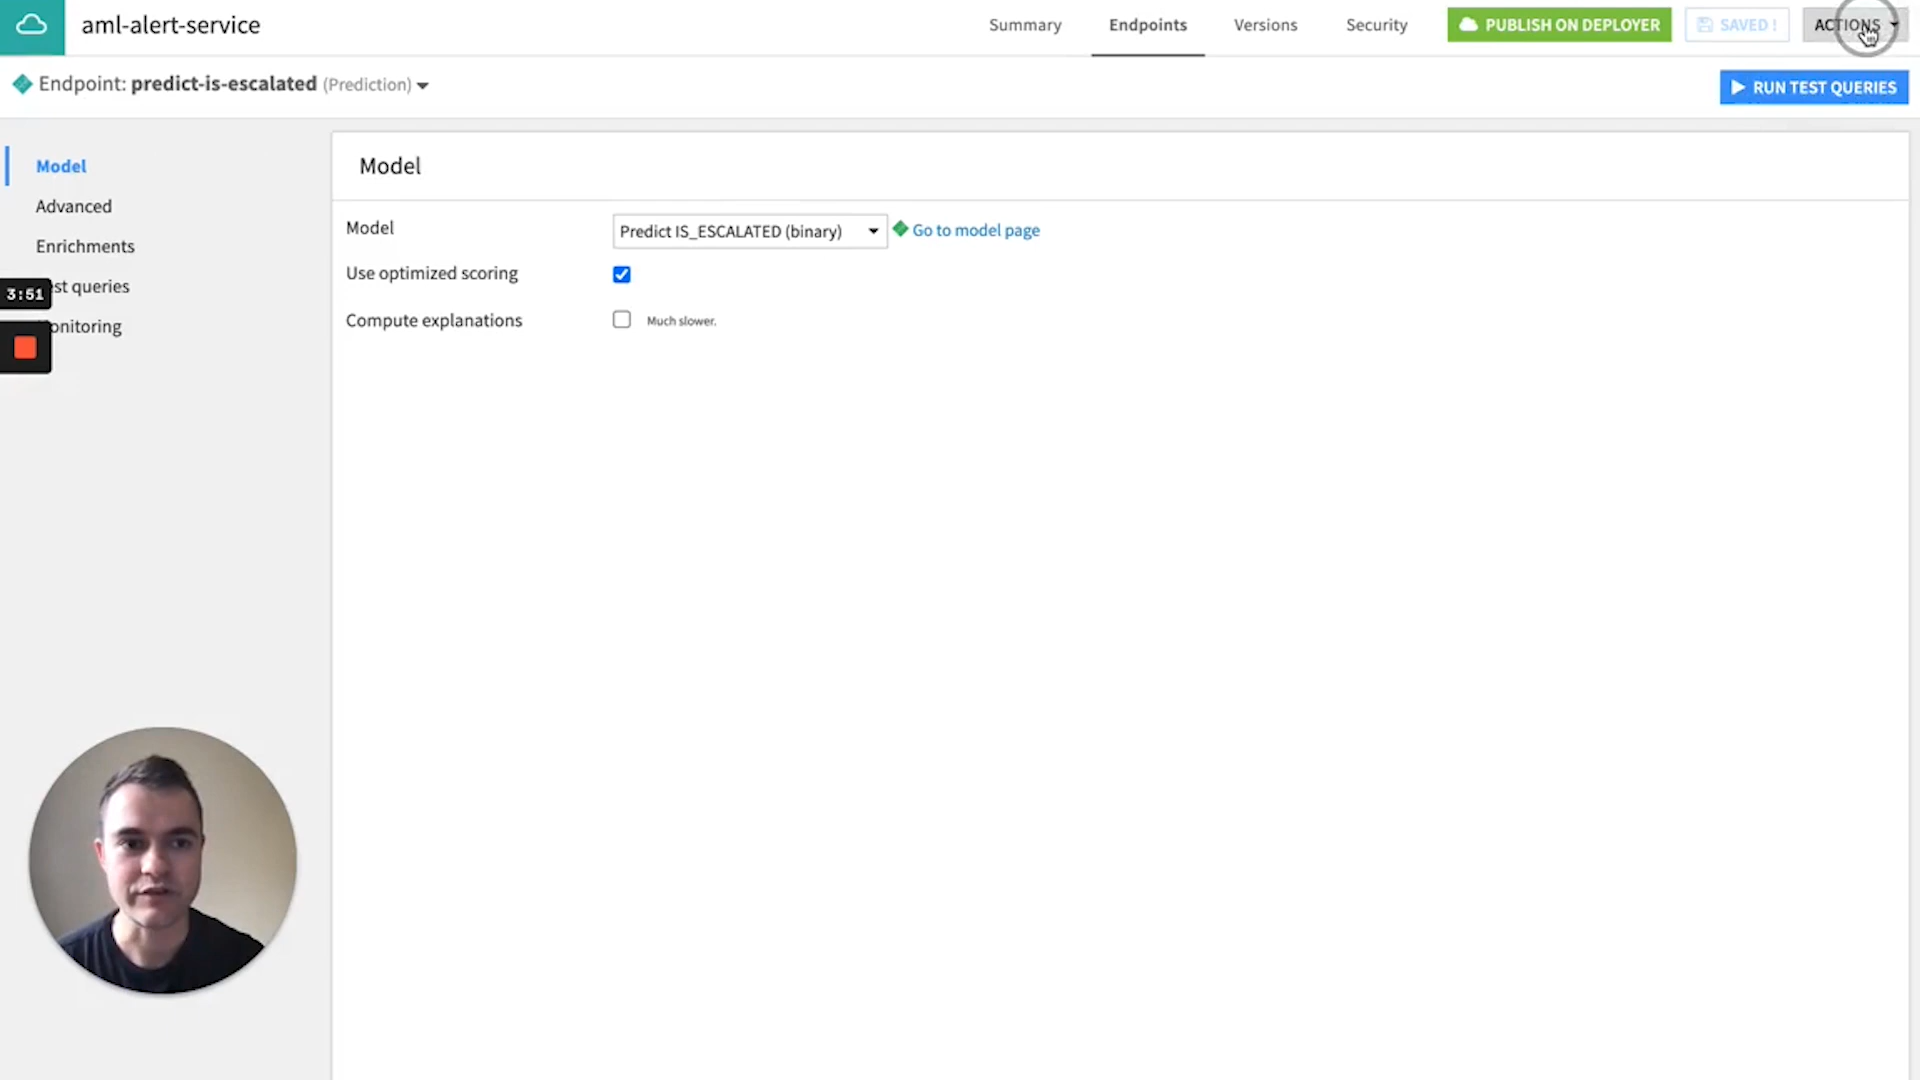 aml-alert-service
Summary
Endpoints
Versions
Security
PUBLISH ON DEPLOYER
SAVED !
ACTIONS
Endpoint: predict-is-escalated (Prediction)
RUN TEST QUERIES
Model
Advanced
Enrichments
st queries
onitoring
3:51
Model
Model
Predict IS_ESCALATED (binary)
Go to model page
Use optimized scoring
Compute explanations
Much slower.